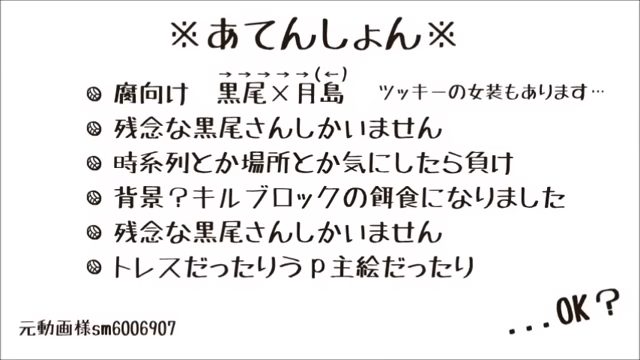 ※あてんしょん※
→→→→→(←)
腐向け 黒尾×月島 ツッキーの女装もあります…
残念な黒尾さんしかいません
時系列とか場所とか気にしたら負け
背景？キルブロックの餌食になりました
残念な黒尾さんしかいません
トレスだったりうp主絵だったり
...OK？
元動画様sm6006907